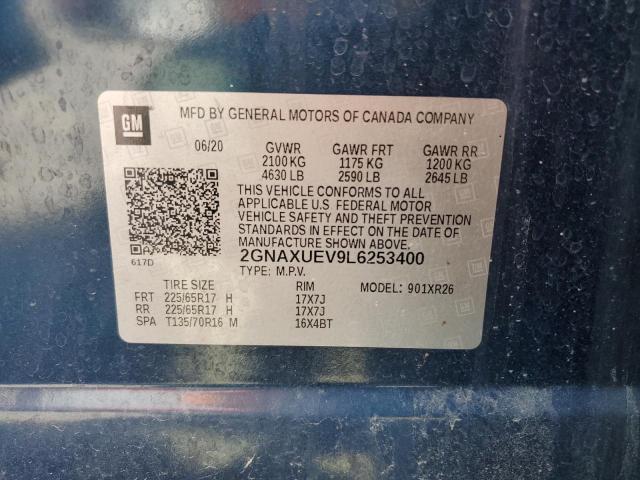 GM MFD BY GENERAL MOTORS OF CANADA COMPANY
06/20 GVWR GAWR FRT GAWR RR
2100 KG 1175 KG 1200 KG
4630 LB 2590 LB 2645 LB
THIS VEHICLE CONFORMS TO ALL
APPLICABLE U.S. FEDERAL MOTOR
VEHICLE SAFETY AND THEFT PREVENTION
STANDARDS IN EFFECT ON THE DATE OF
MANUFACTURE SHOWN ABOVE.
617D 2GNAXUEV9L6253400
TYPE: M.P.V.
TIRE SIZE RIM MODEL: 901XR26
FRT 225/65R17 H 17X7J
RR 225/65R17 H 17X7J
SPA T135/70R16 M 16X4BT